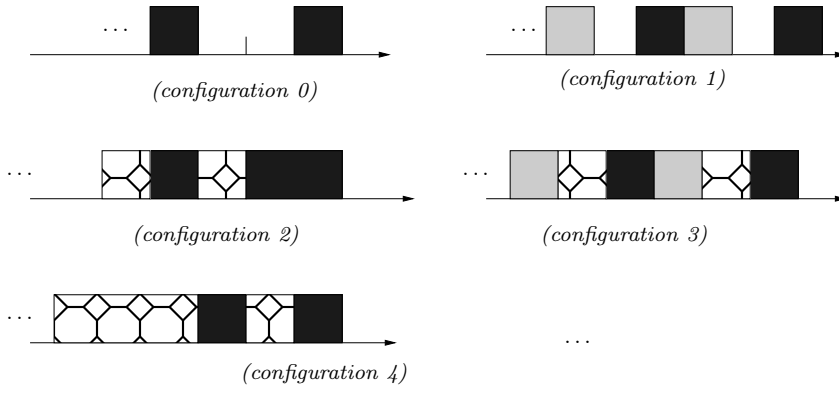 ... ...
(configuration 0) (configuration 1)
... ...
(configuration 2) (configuration 3)
... ...
(configuration 4)